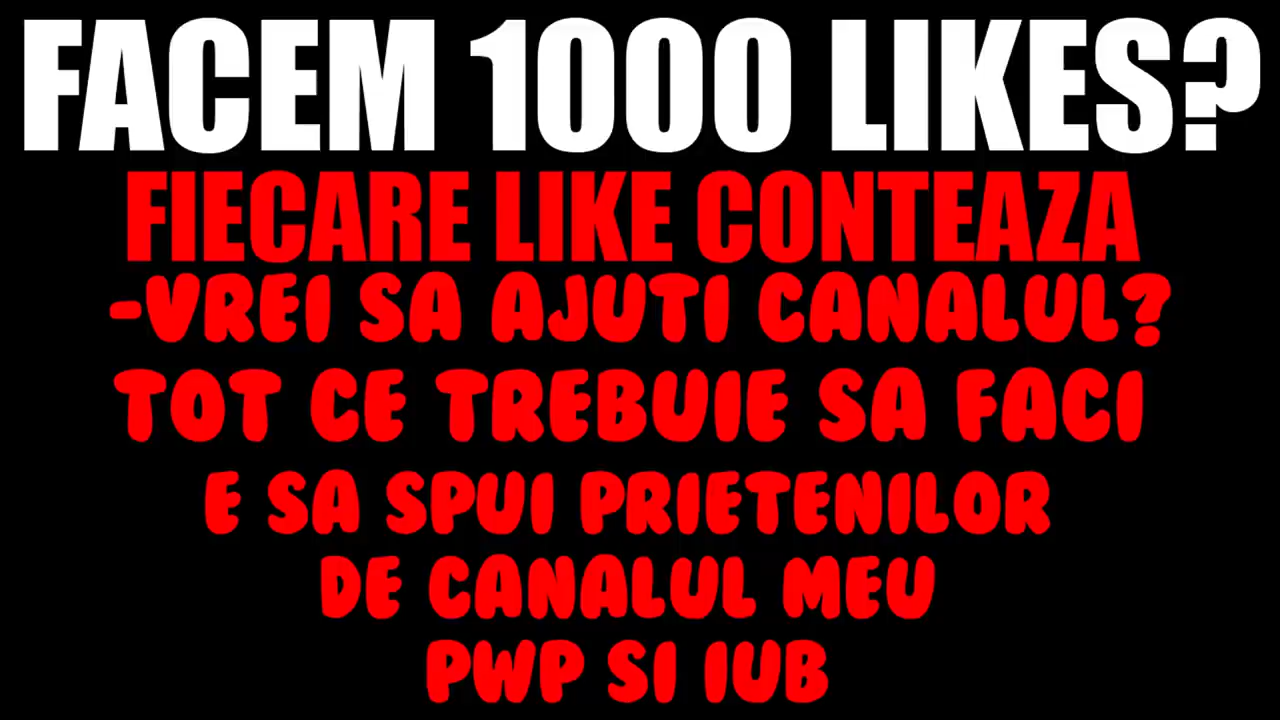 FACEM 1000 LIKES?
FIECARE LIKE CONTEAZA
-VREI SA AJUTI CANALUL?
TOT CE TREBUIE SA FACI
E SA SPUI PRIETENILOR
DE CANALUL MEU
PWP SI IUB